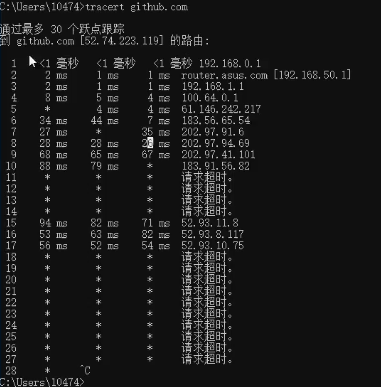 C:\Users\10474>tracert github.com
通过最多 30 个跃点跟踪
到 github.com [52.74.223.119] 的路由:
1 <1 毫秒 <1 毫秒 <1 毫秒 192.168.0.1
2 2 ms 1 ms 1 ms router.asus.com [192.168.50.1]
3 2 ms 1 ms 1 ms 192.168.1.1
4 8 ms 5 ms 4 ms 100.64.0.1
5 * 4 ms 4 ms 61.146.242.217
6 34 ms 44 ms 7 ms 183.56.65.54
7 27 ms * 35 ms 202.97.91.6
8 28 ms 28 ms 26 ms 202.97.94.69
9 68 ms 65 ms 67 ms 202.97.41.101
10 88 ms 79 ms * 183.91.56.82
11 * * * 请求超时。
12 * * * 请求超时。
13 * * * 请求超时。
14 * * * 请求超时。
15 94 ms 82 ms 71 ms 52.93.11.8
16 53 ms 63 ms 82 ms 52.93.8.117
17 56 ms 52 ms 54 ms 52.93.10.75
18 * * * 请求超时。
19 * * * 请求超时。
20 * * * 请求超时。
21 * * * 请求超时。
22 * * * 请求超时。
23 * * * 请求超时。
24 * * * 请求超时。
25 * * * 请求超时。
26 * * * 请求超时。
27 * * * 请求超时。
28 * ^C
C:\Users\10474>